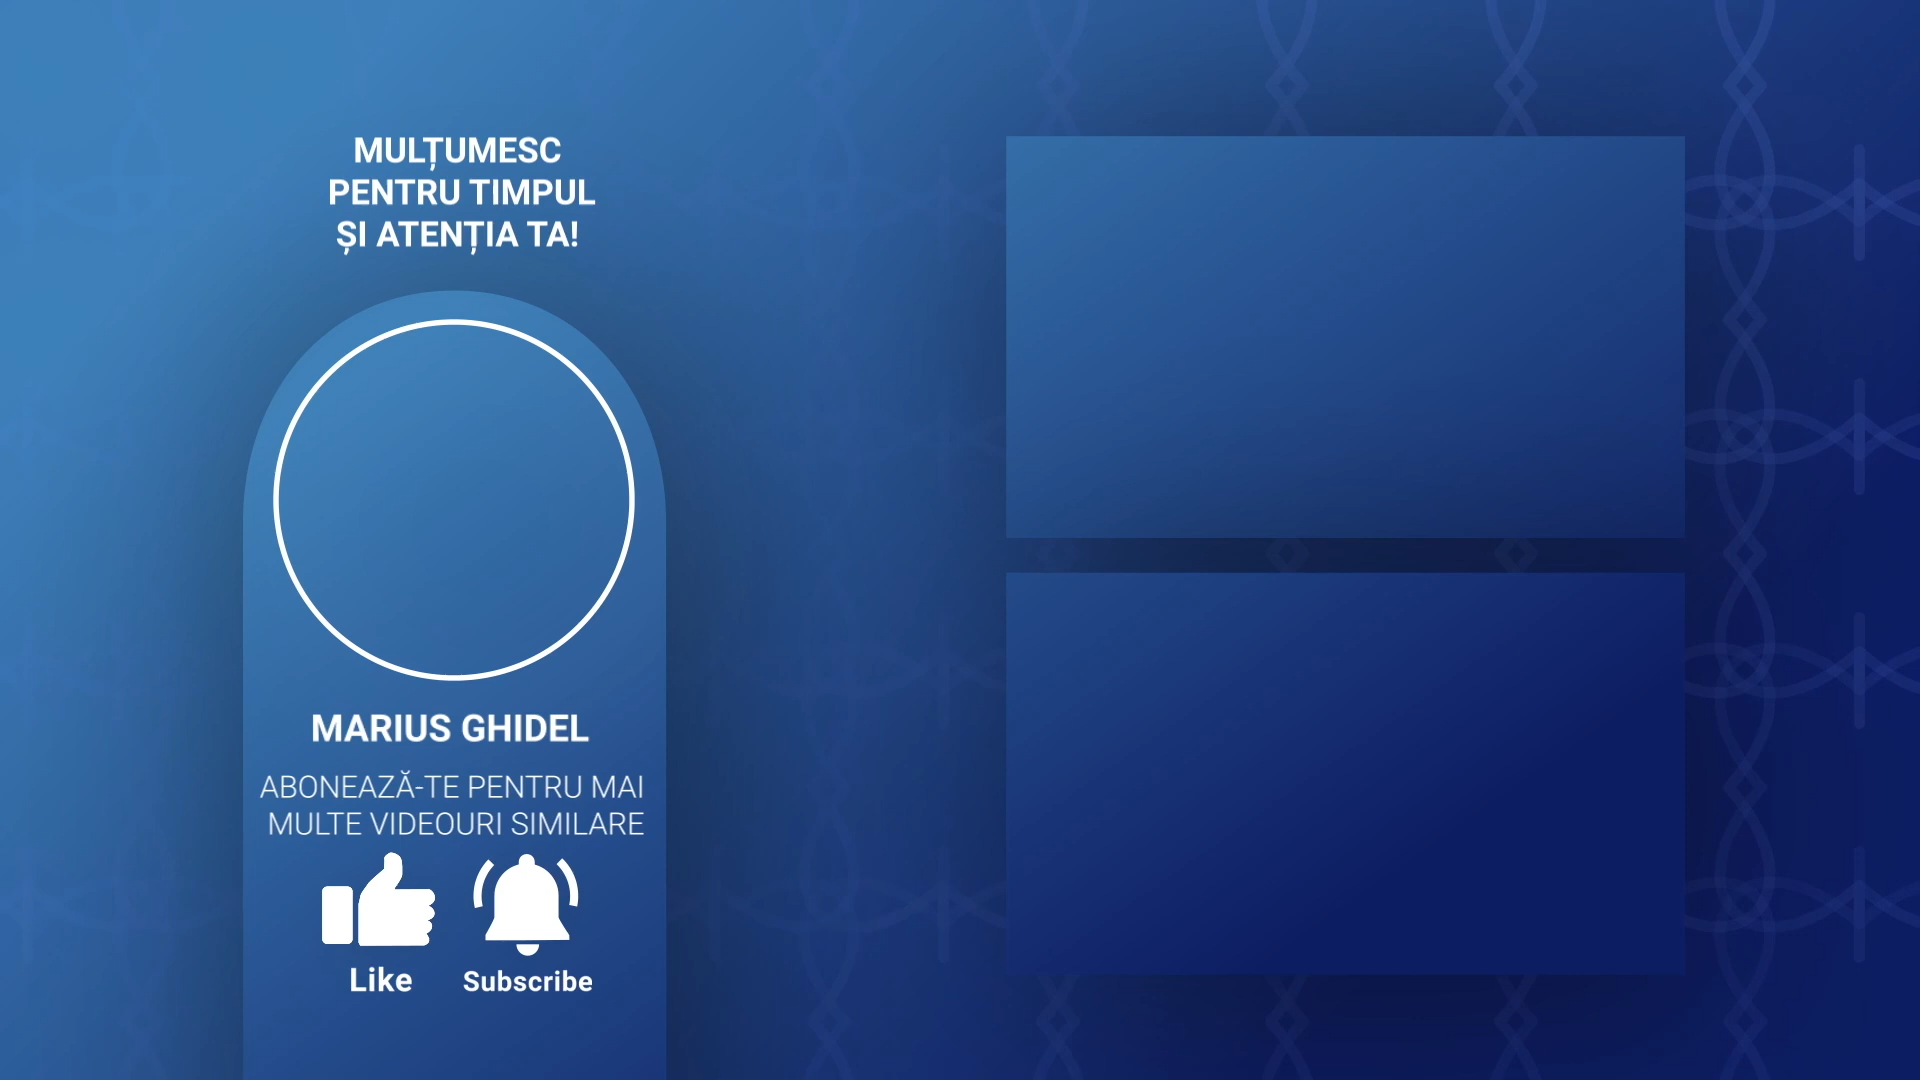 MULȚUMESC
PENTRU TIMPUL
ȘI ATENȚIA TA!
MARIUS GHIDEL
ABONEAZĂ-TE PENTRU MAI
MULTE VIDEOURI SIMILARE
Like
Subscribe